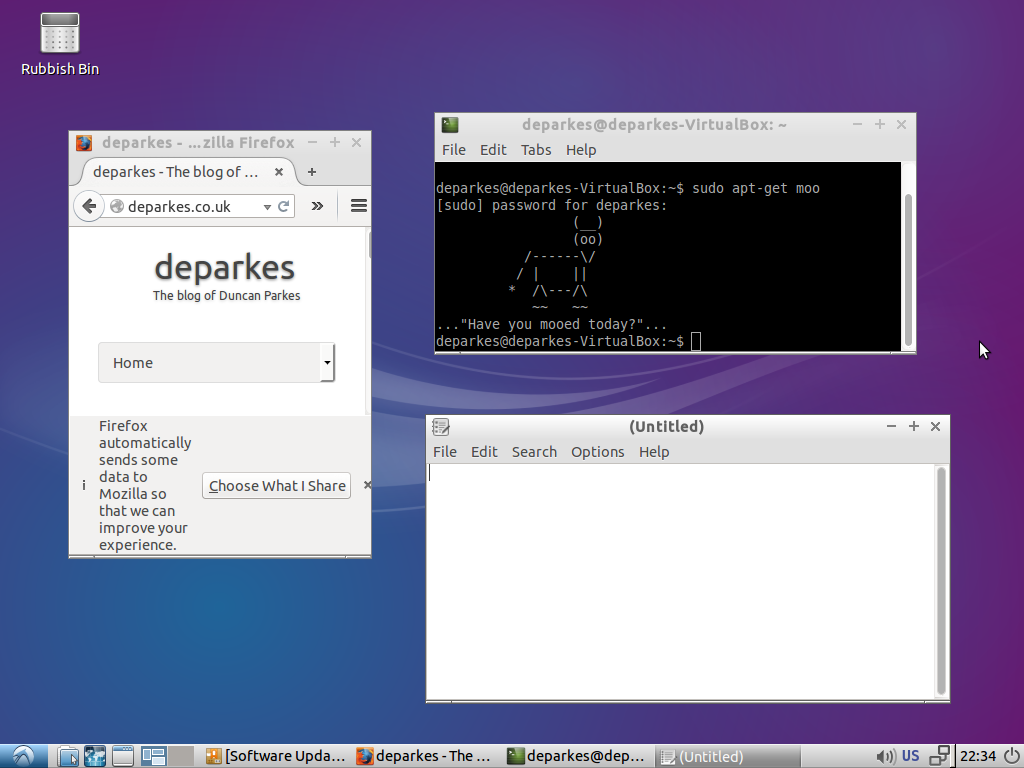 Rubbish Bin
deparkes - ...zilla Firefox
deparkes - The blog of ...
deparkes.co.uk
deparkes
The blog of Duncan Parkes
Home
Firefox
automatically
sends some
data to
Mozilla so
that we can
improve your
experience.
Choose What I Share
deparkes@deparkes-VirtualBox: ~
File Edit Tabs Help
deparkes@deparkes-VirtualBox:~$ sudo apt-get moo
[sudo] password for deparkes:
                 (__)
                 (oo)
           /------\/
          / |    ||
         *  /\---/\
            ~~   ~~
..."Have you mooed today?"...
deparkes@deparkes-VirtualBox:~$
(Untitled)
File Edit Search Options Help
[Software Upda... deparkes - The ... deparkes@dep... (Untitled) US 22:34